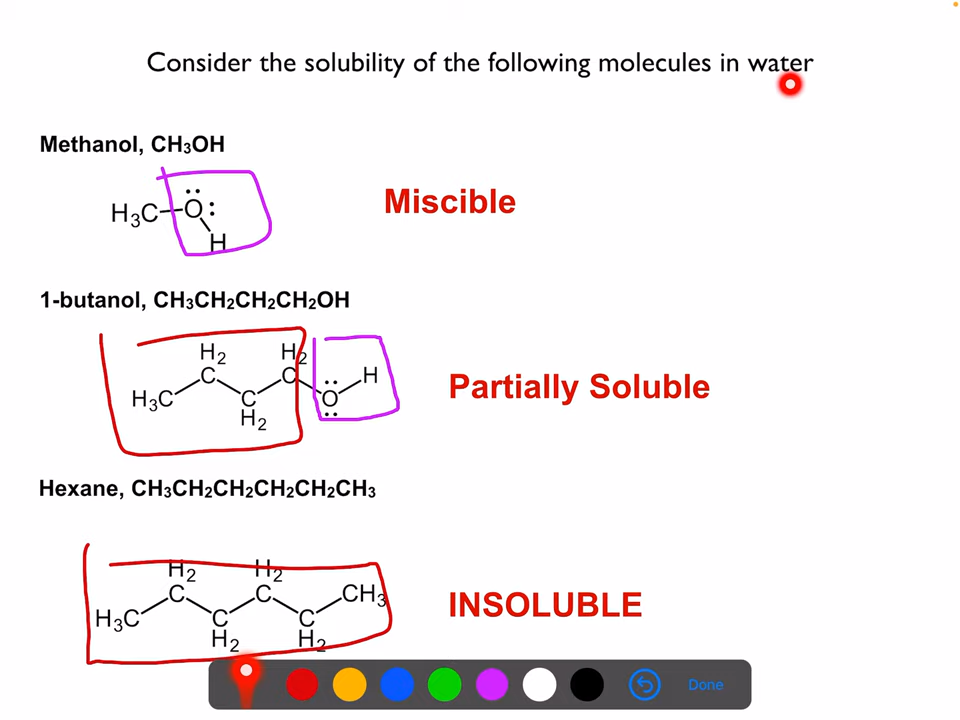 Consider the solubility of the following molecules in water
Methanol, CH₃OH
H₃C O H
Miscible
1-butanol, CH₃CH₂CH₂CH₂OH
H₂ H₂
C C H
H₃C C O
H₂
Partially Soluble
Hexane, CH₃CH₂CH₂CH₂CH₂CH₃
H₂ H₂
C C CH₃
H₃C C C
H₂ H₂
INSOLUBLE
Done